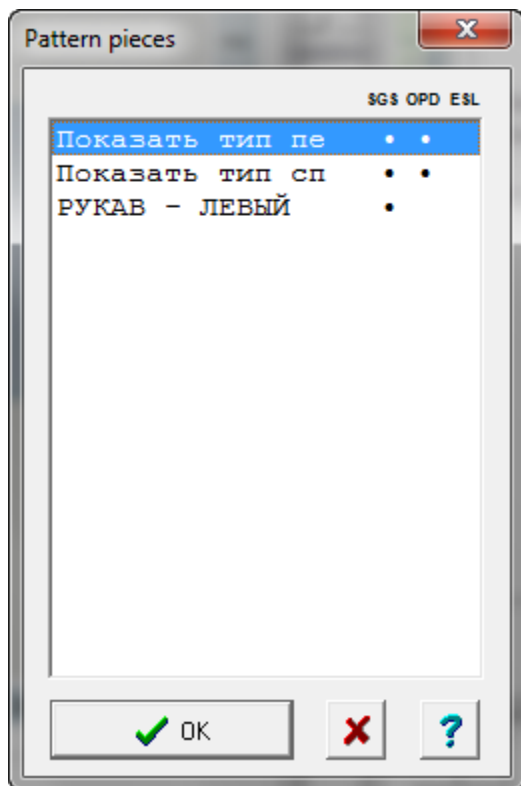 Pattern pieces
SGS OPD ESL
Показать тип пе • •
Показать тип сп • •
РУКАВ - ЛЕВЫЙ •
OK
?